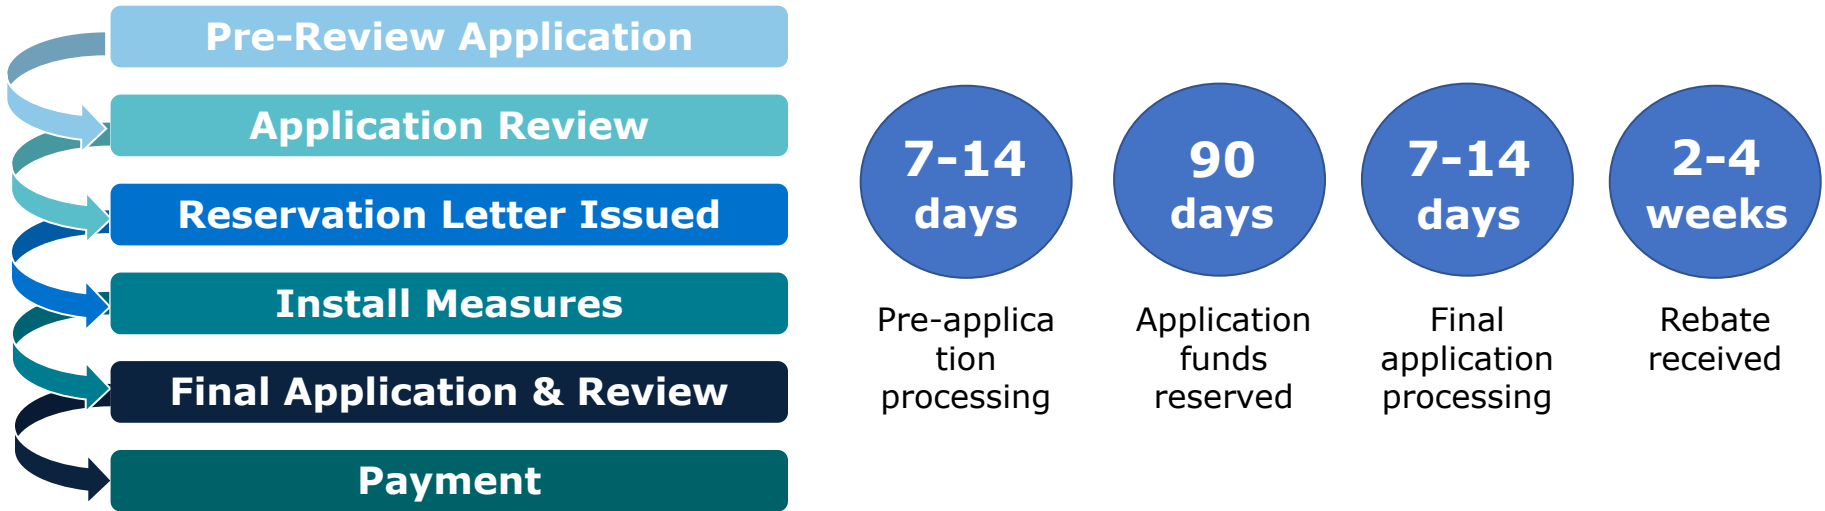 Pre-Review Application
Application Review
Reservation Letter Issued
Install Measures
Final Application & Review
Payment
7-14
days
Pre-applica
tion
processing
90
days
Application
funds
reserved
7-14
days
Final
application
processing
2-4
weeks
Rebate
received